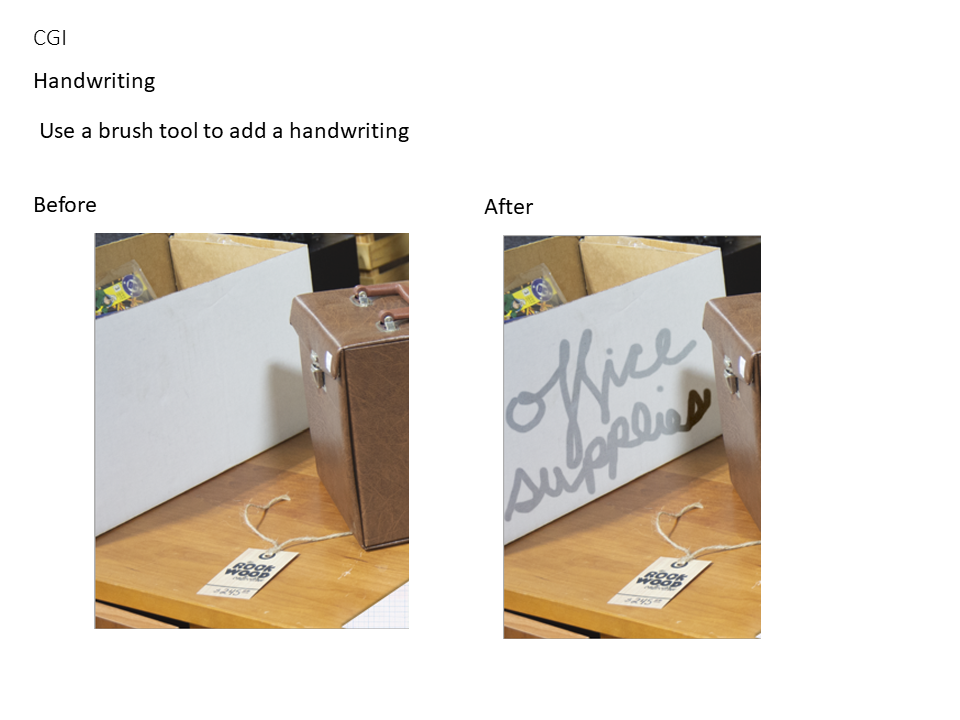 CGI
Handwriting
Use a brush tool to add a handwriting
Before
After
ROOK
WOOD
office
supplies
ROOK
WOOD